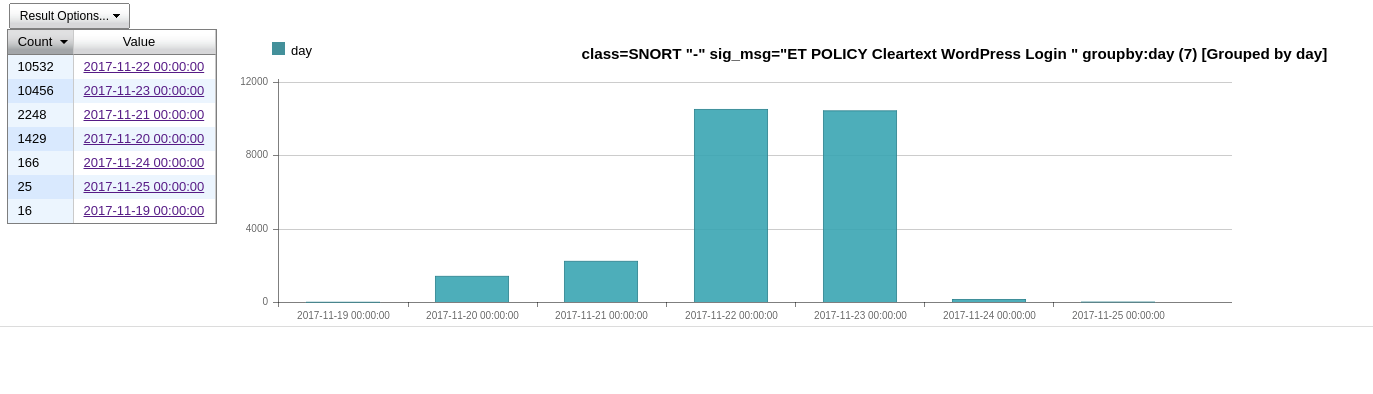 Result Options...
Count Value
10532 2017-11-22 00:00:00
10456 2017-11-23 00:00:00
2248 2017-11-21 00:00:00
1429 2017-11-20 00:00:00
166 2017-11-24 00:00:00
25 2017-11-25 00:00:00
16 2017-11-19 00:00:00
day
class=SNORT "-" sig_msg="ET POLICY Cleartext WordPress Login " groupby:day (7) [Grouped by day]
12000
8000
4000
0
2017-11-19 00:00:00 2017-11-20 00:00:00 2017-11-21 00:00:00 2017-11-22 00:00:00 2017-11-23 00:00:00 2017-11-24 00:00:00 2017-11-25 00:00:00